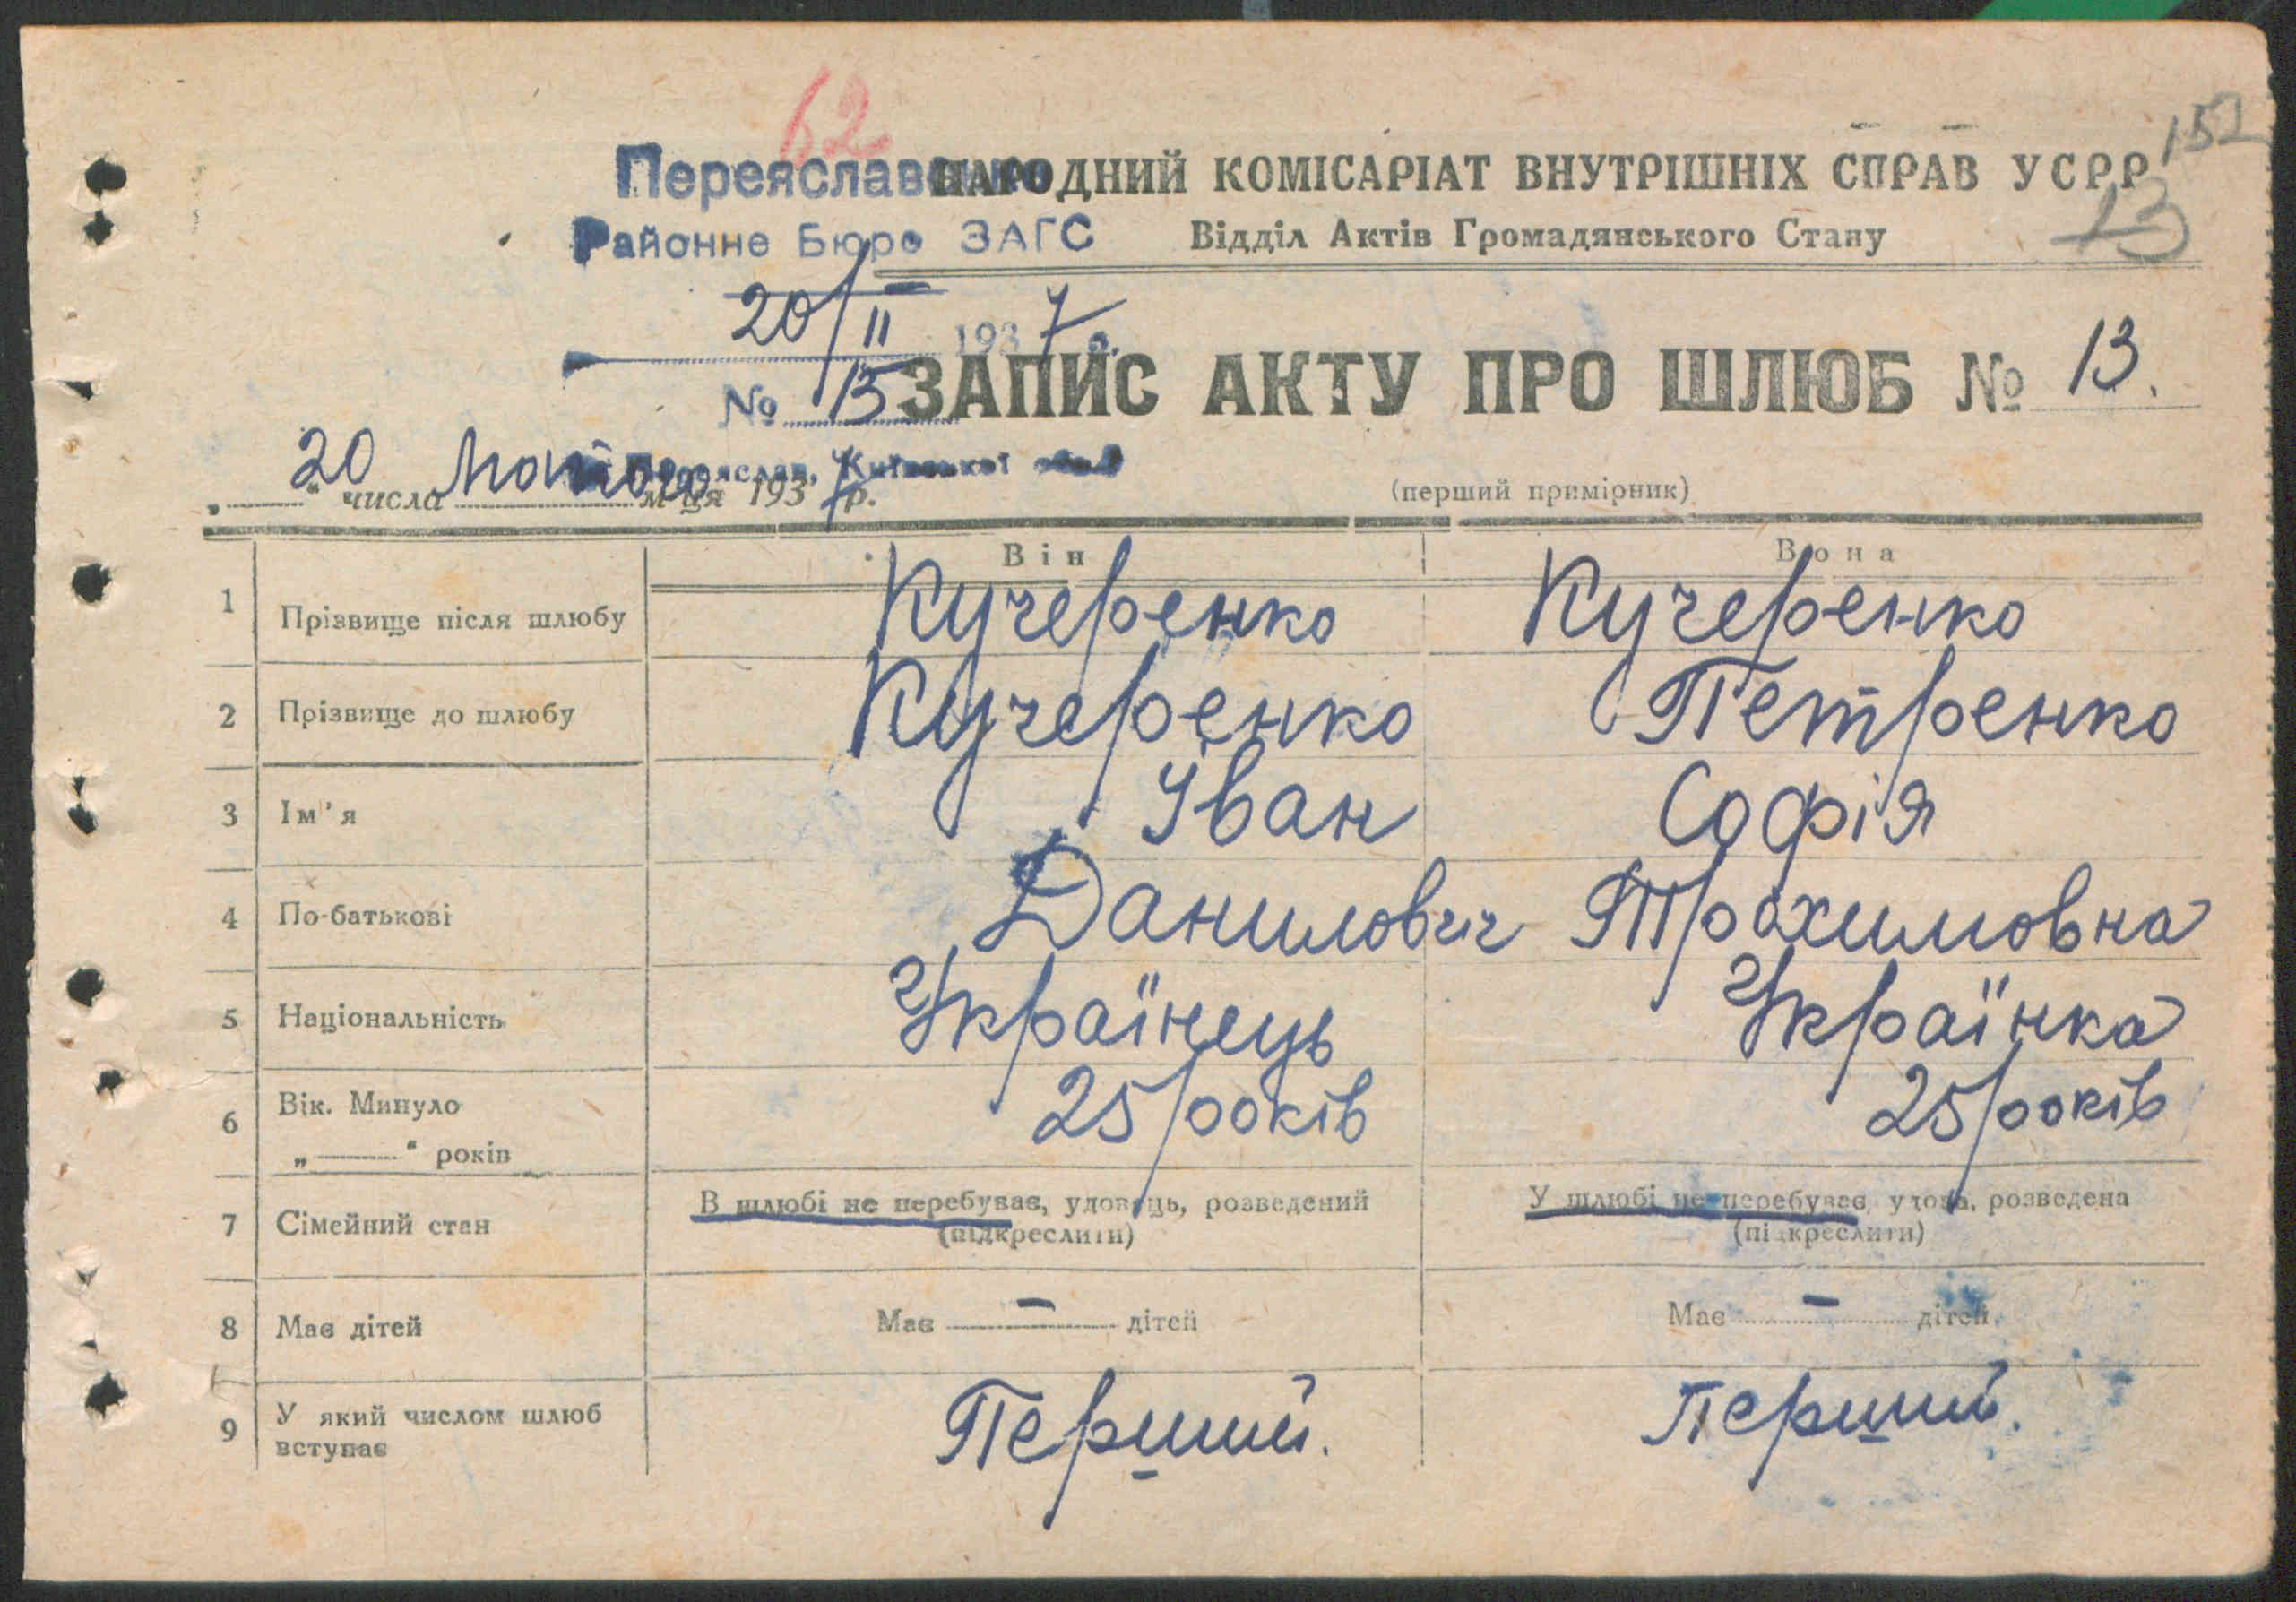 62
152
Переяславське НАРОДНИЙ КОМІСАРІАТ ВНУТРІШНІХ СПРАВ УСРР
Районне Бюро ЗАГС Відділ Актів Громадянського Стану
13
20/II 1937 р.
№ 13 ЗАПИС АКТУ ПРО ШЛЮБ № 13.
Переяслав, Київської обл.
„20“ числа лютого м-ця 1937 р. (перший примірник)
Він Вона
1 Прізвище після шлюбу Кучеренко Кучеренко
2 Прізвище до шлюбу Кучеренко Петренко
3 Ім'я Іван Софія
4 По-батькові Данилович Трохимовна
5 Національність Українець Українка
6 Вік. Минуло 25 років 25 років
„——“ років
7 Сімейний стан В шлюбі не перебуває, удовець, розведений У шлюбі не перебуває, удова, розведена
(підкреслити) (підкреслити)
8 Має дітей Має — дітей Має — дітей
9 У який числом шлюб Перший. Перший.
вступає